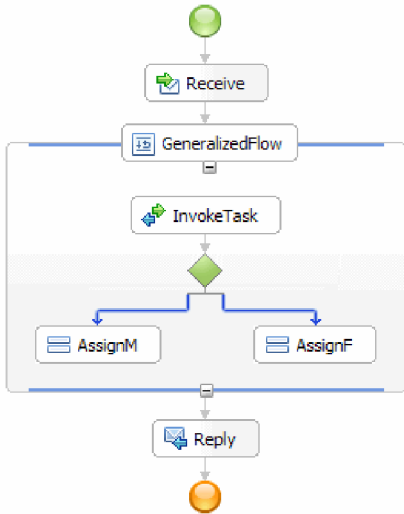 Receive
GeneralizedFlow
InvokeTask
AssignM
AssignF
Reply